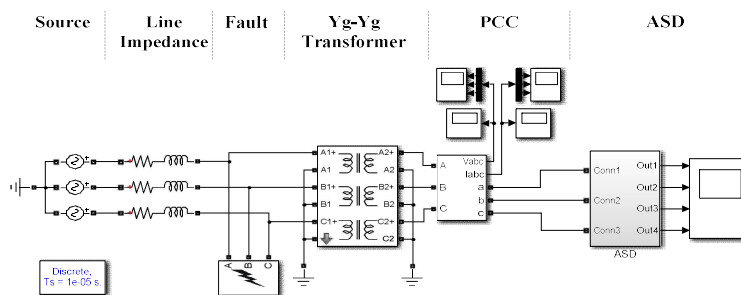 Source
Line
Impedance
Fault
Yg-Yg
Transformer
PCC
ASD
A1+
A1
B1+
B1
C1+
A2+
A2
B2+
B2
C2+
C2
A
B
C
A
B
C
Vabc
Iabc
a
b
c
Conn1
Conn2
Conn3
Out1
Out2
Out3
Out4
ASD
Discrete,
Ts = 1e-05 s.